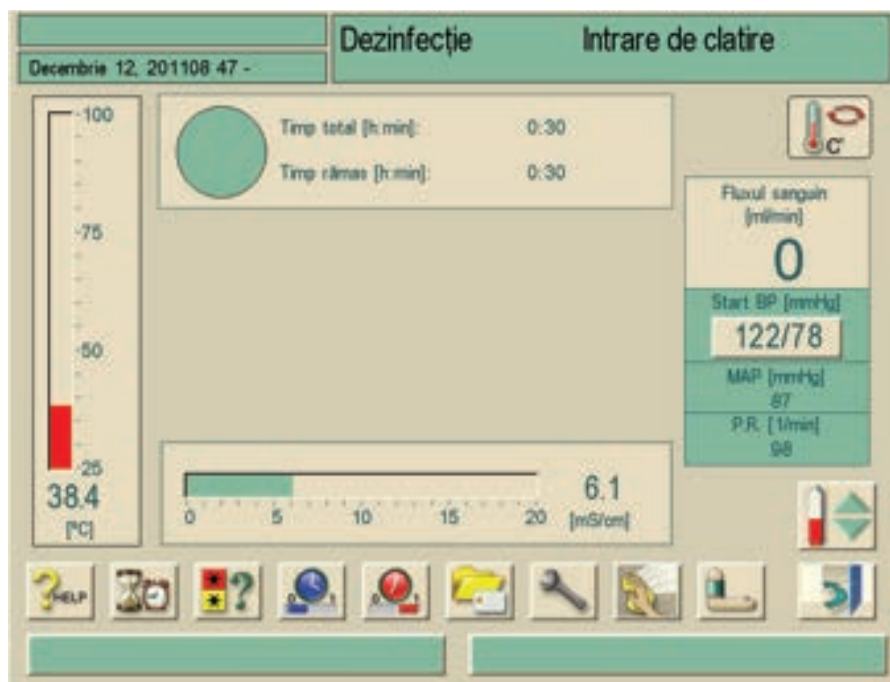 Dezinfecție Intrare de clatire
Decembrie 12, 201108 47 -
100
75
50
25
38.4
[ºC]
Timp total [h:min]: 0:30
Timp rămas [h:min]: 0:30
C'
Fluxul sanguin
[ml/min]
0
Start BP [mmHg]
122/78
MAP [mmHg]
87
P.R. [1/min]
98
0 5 10 15 20
6.1
[mS/cm]
?HELP
?